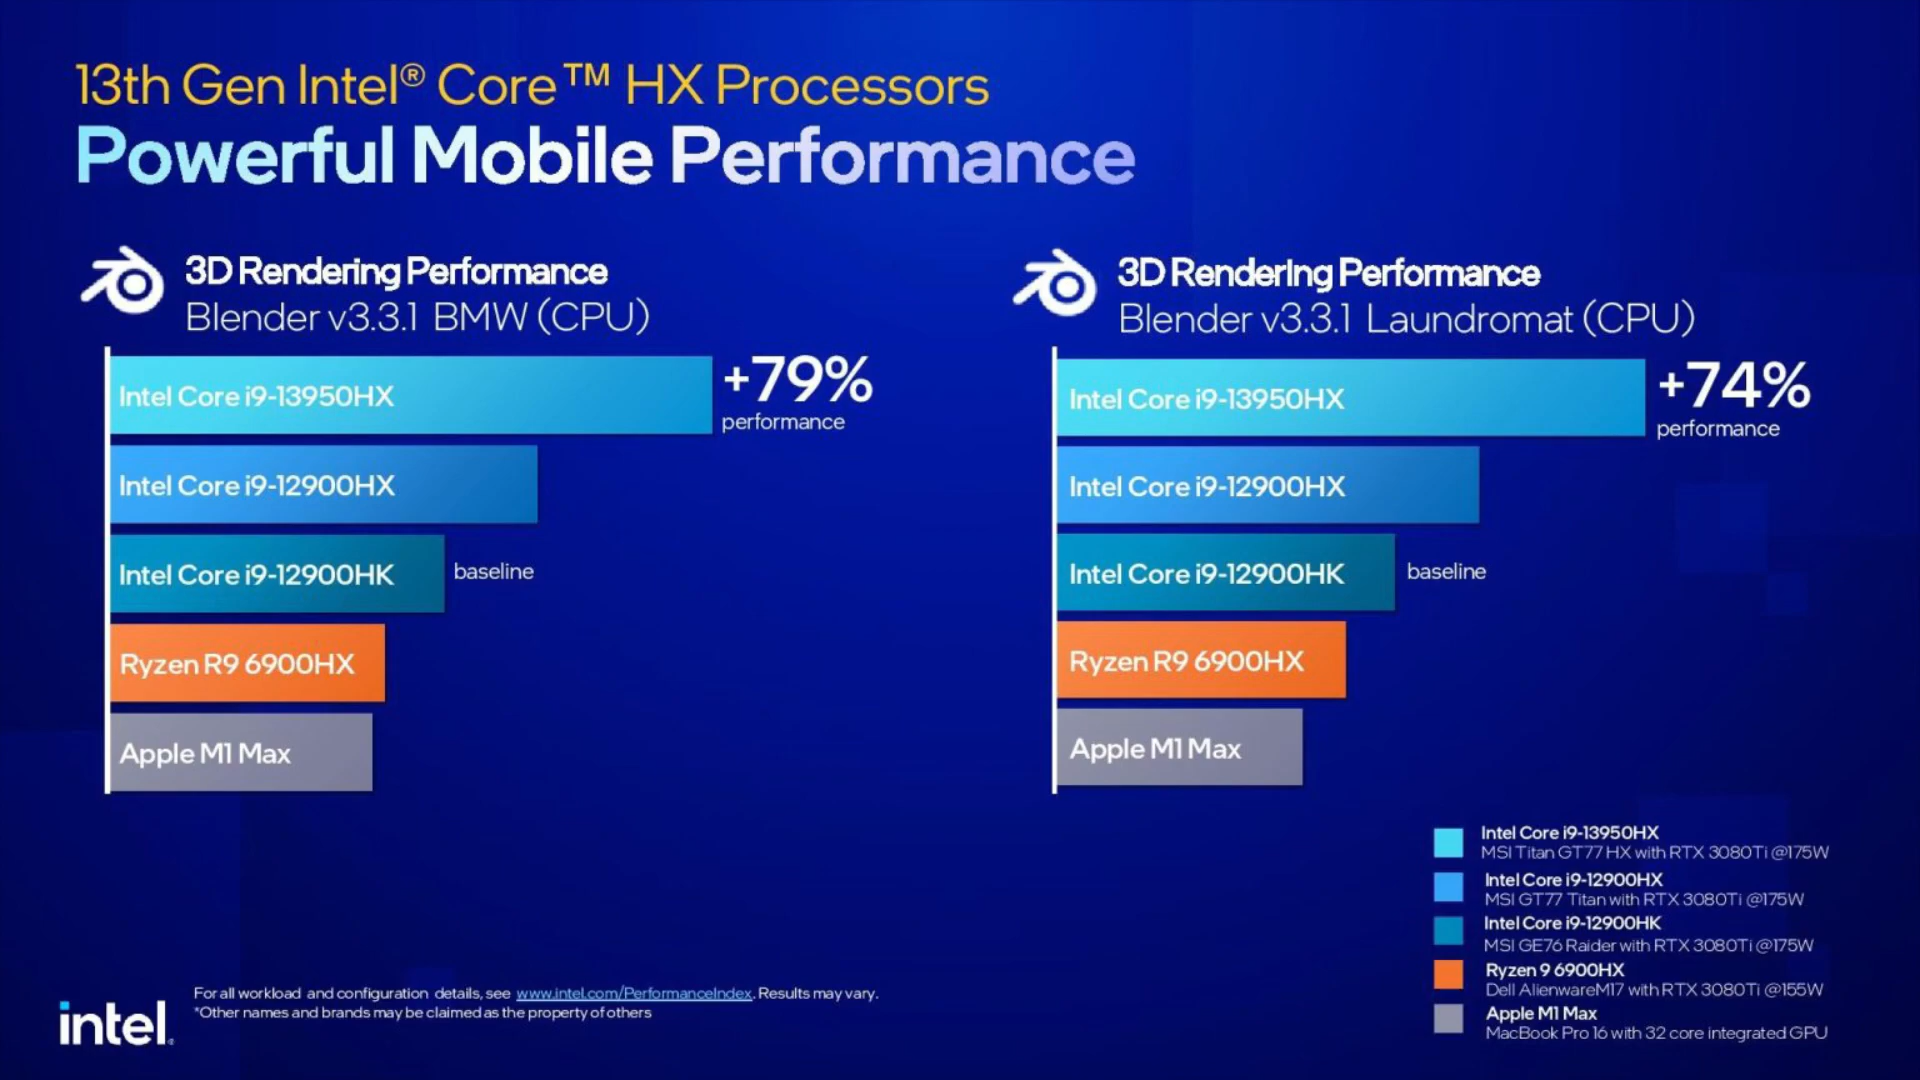 13th Gen Intel® Core™ HX Processors
Powerful Mobile Performance
3D Rendering Performance
Blender v3.3.1 BMW (CPU)
Intel Core i9-13950HX
+79%
performance
Intel Core i9-12900HX
Intel Core i9-12900HK
baseline
Ryzen R9 6900HX
Apple M1 Max
3D Rendering Performance
Blender v3.3.1 Laundromat (CPU)
Intel Core i9-13950HX
+74%
performance
Intel Core i9-12900HX
Intel Core i9-12900HK
baseline
Ryzen R9 6900HX
Apple M1 Max
Intel Core i9-13950HX
MSI Titan GT77 HX with RTX 3080Ti @175W
Intel Core i9-12900HX
MSI GT77 Titan with RTX 3080Ti @175W
Intel Core i9-12900HK
MSI GE76 Raider with RTX 3080Ti @175W
Ryzen 9 6900HX
Dell AlienwareM17 with RTX 3080Ti @155W
Apple M1 Max
MacBook Pro 16 with 32 core integrated GPU
intel.
For all workload and configuration details, see www.intel.com/PerformanceIndex. Results may vary.
*Other names and brands may be claimed as the property of others